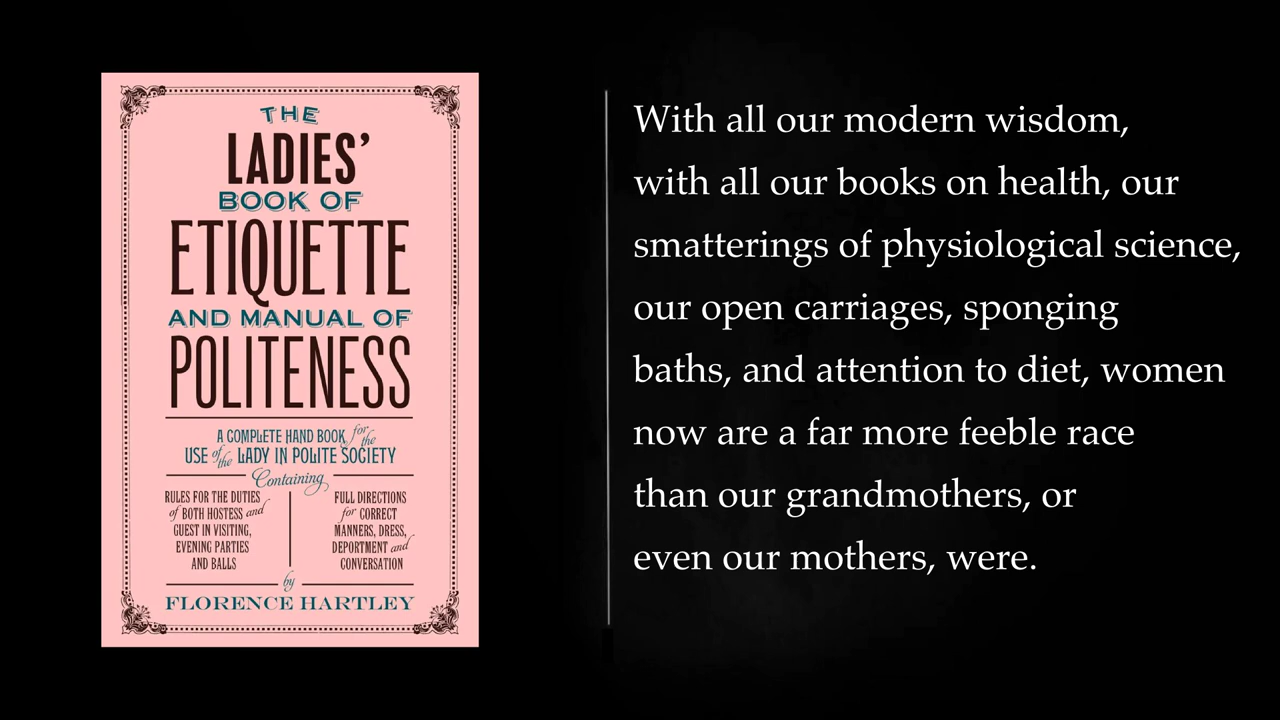 THE
LADIES'
BOOK OF
ETIQUETTE
AND MANUAL OF
POLITENESS
A COMPLETE HAND BOOK for the
USE of the LADY IN POLITE SOCIETY
Containing
RULES FOR THE DUTIES
of BOTH HOSTESS and
GUEST IN VISITING,
EVENING PARTIES
AND BALLS
FULL DIRECTIONS
for CORRECT
MANNERS, DRESS,
DEPORTMENT and
CONVERSATION
by
FLORENCE HARTLEY
With all our modern wisdom,
with all our books on health, our
smatterings of physiological science,
our open carriages, sponging
baths, and attention to diet, women
now are a far more feeble race
than our grandmothers, or
even our mothers, were.